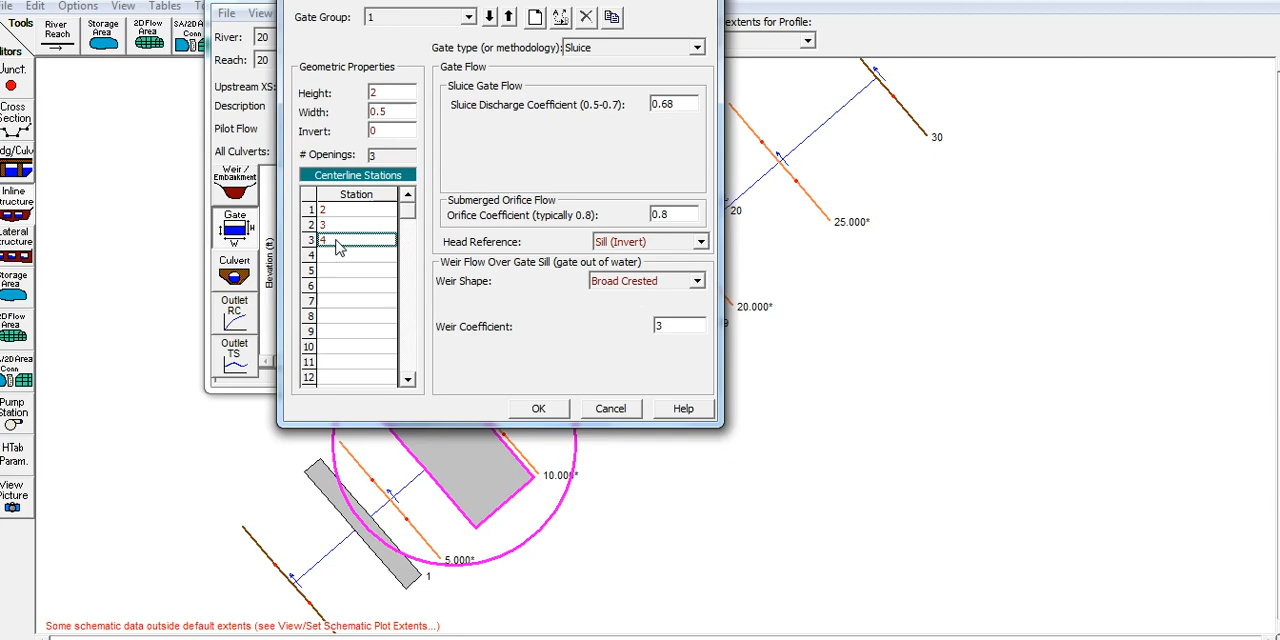 File Edit Options View Tables To
Tools
River Reach
Storage Area
2D Flow Area
SA/2D Area Conn
File View
River: 20
Reach: 20
Upstream XS:
Description
Pilot Flow
All Culverts:
Weir / Embankment
Gate
H
W
Culvert
Outlet RC
Outlet TS
Elevation (ft)
Gate Group: 1
Gate type (or methodology): Sluice
Geometric Properties
Height: 2
Width: 0.5
Invert: 0
# Openings: 3
Centerline Stations
Station
1 2
2 3
3 4
4
5
6
7
8
9
10
11
12
Gate Flow
Sluice Gate Flow
Sluice Discharge Coefficient (0.5-0.7): 0.68
Submerged Orifice Flow
Orifice Coefficient (typically 0.8): 0.8
Head Reference: Sill (Invert)
Weir Flow Over Gate Sill (gate out of water)
Weir Shape: Broad Crested
Weir Coefficient: 3
OK Cancel Help
extents for Profile:
30
25.000*
20
20.000*
9
10.000*
5.000*
1
Junct.
Cross Section
Inline Structure
Lateral Structure
Storage Area
2D Flow Area
Pump Station
HTab Param.
View Picture
Some schematic data outside default extents (see View/Set Schematic Plot Extents...)